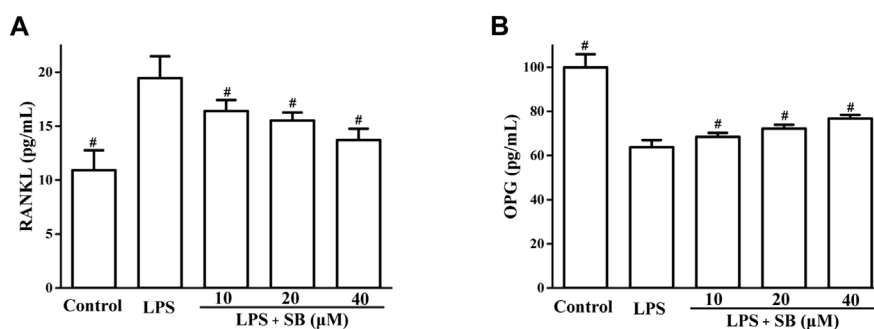 A
RANKL (pg/mL)
20
15
10
5
0
#
#
#
#
Control
LPS
10
20
40
LPS + SB (μM)
B
OPG (pg/mL)
100
80
60
40
20
0
#
#
#
#
Control
LPS
10
20
40
LPS + SB (μM)